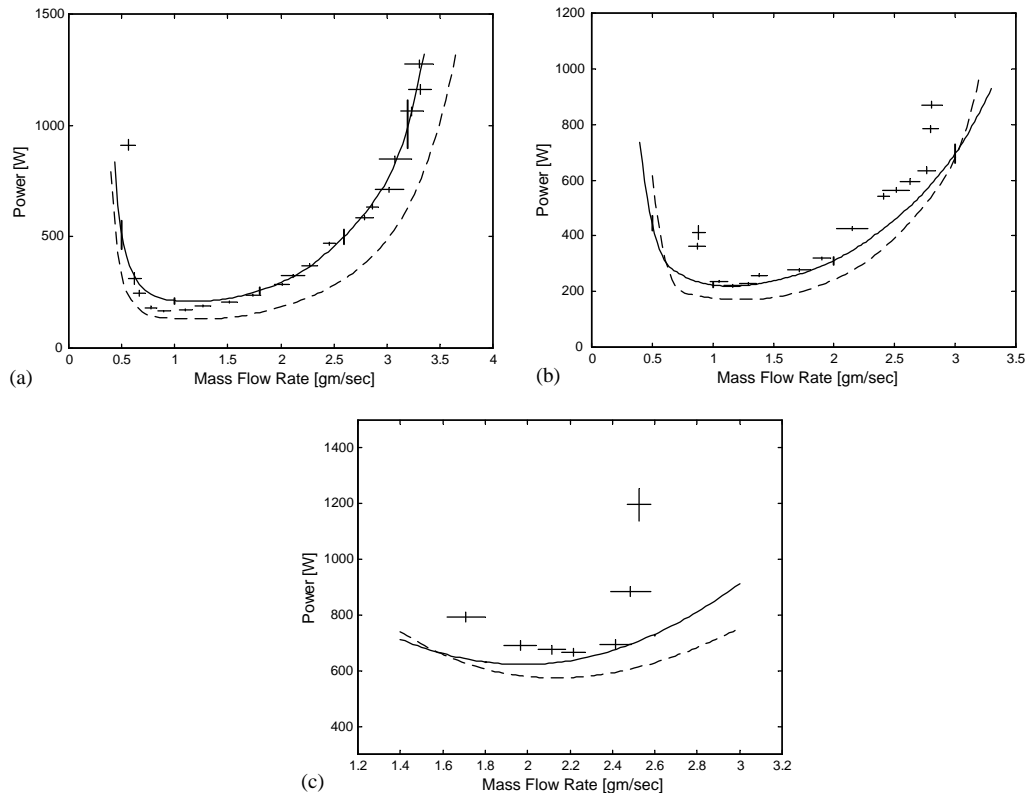 1500
1000
500
0
Power [W]
0 0.5 1 1.5 2 2.5 3 3.5 4
(a) Mass Flow Rate [gm/sec]
1200
1000
800
600
400
200
0
Power [W]
0 0.5 1 1.5 2 2.5 3 3.5
(b) Mass Flow Rate [gm/sec]
1400
1200
1000
800
600
400
Power [W]
1.2 1.4 1.6 1.8 2 2.2 2.4 2.6 2.8 3 3.2
(c) Mass Flow Rate [gm/sec]